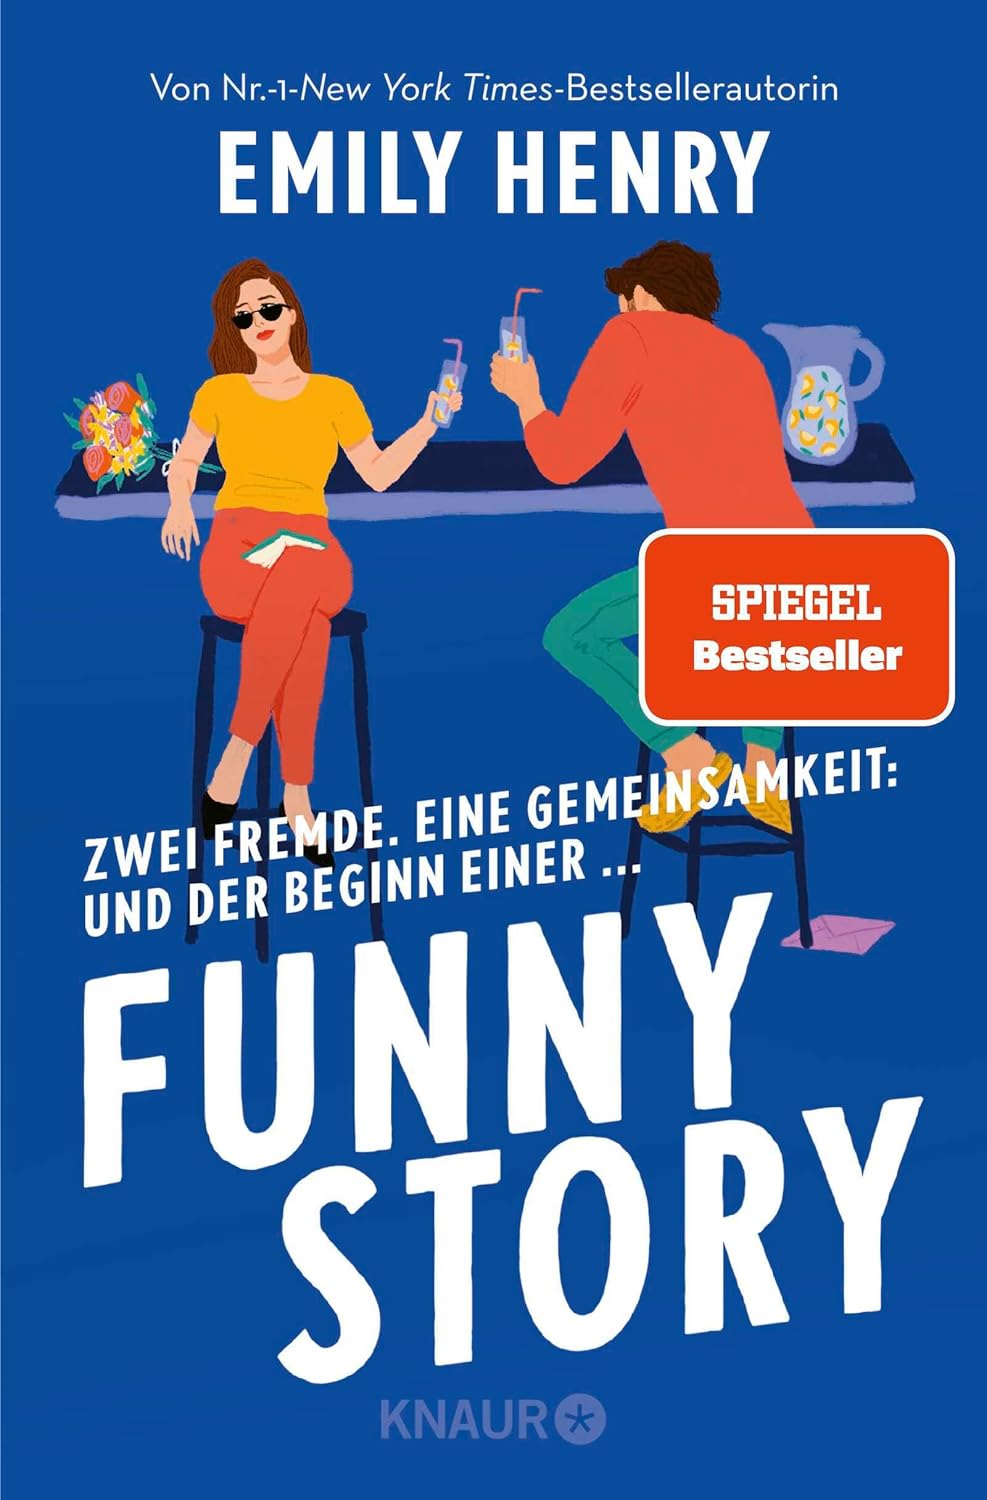 Von Nr.-1-New York Times-Bestsellerautorin
EMILY HENRY
SPIEGEL
Bestseller
ZWEI FREMDE. EINE GEMEINSAMKEIT:
UND DER BEGINN EINER ...
FUNNY
STORY
KNAUR